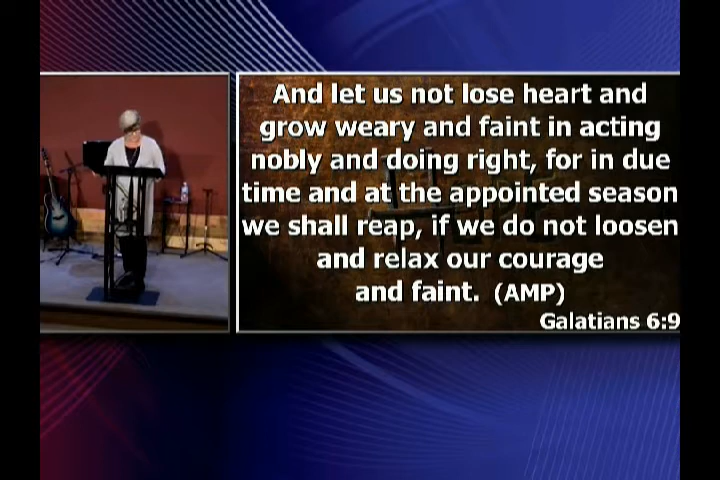 And let us not lose heart and
grow weary and faint in acting
nobly and doing right, for in due
time and at the appointed season
we shall reap, if we do not loosen
and relax our courage
and faint. (AMP)
Galatians 6:9